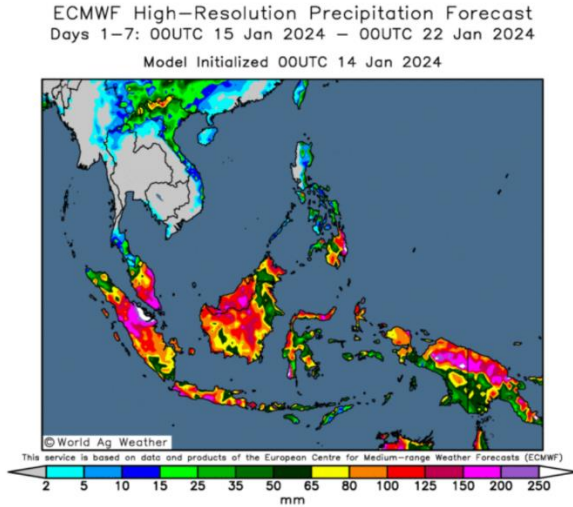 ECMWF High-Resolution Precipitation Forecast
Days 1-7: 00UTC 15 Jan 2024 - 00UTC 22 Jan 2024
Model Initialized 00UTC 14 Jan 2024
© World Ag Weather
This service is based on data and products of the European Centre for Medium-range Weather Forecasts (ECMWF)
2 5 10 15 25 35 50 65 80 100 125 150 200 250
mm